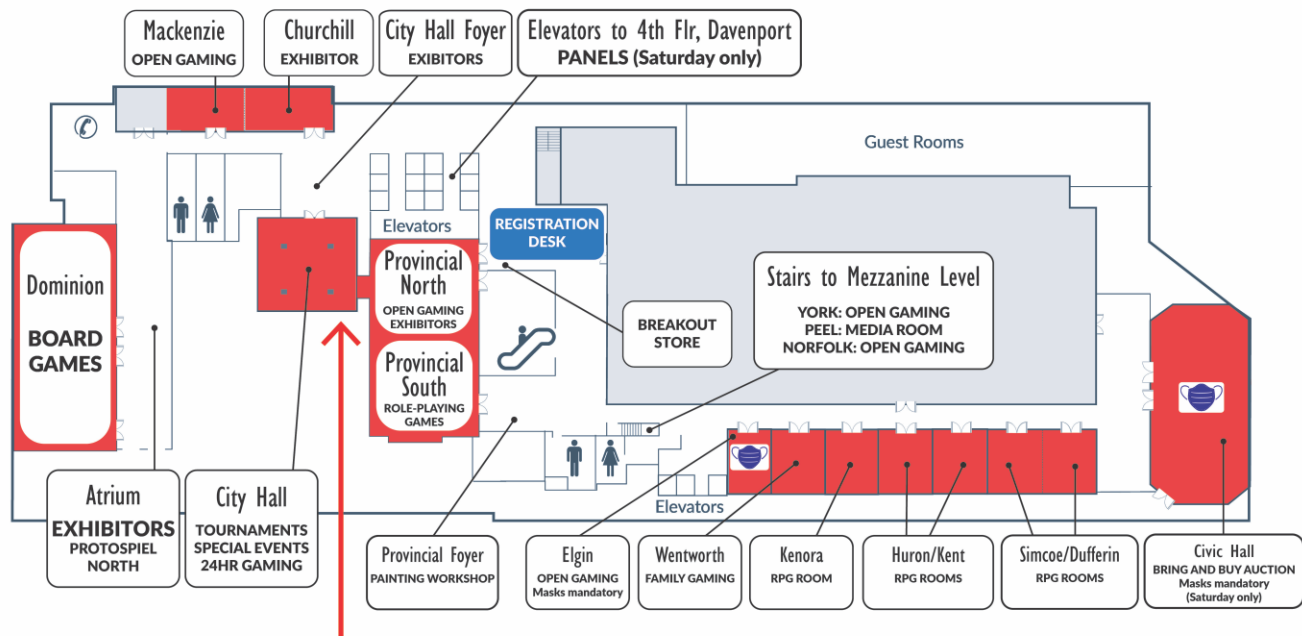 Mackenzie
OPEN GAMING
Churchill
EXHIBITOR
City Hall Foyer
EXIBITORS
Elevators to 4th Flr, Davenport
PANELS (Saturday only)
Guest Rooms
Elevators
REGISTRATION
DESK
Dominion
BOARD
GAMES
Provincial
North
OPEN GAMING
EXHIBITORS
Provincial
South
ROLE-PLAYING
GAMES
BREAKOUT
STORE
Stairs to Mezzanine Level
YORK: OPEN GAMING
PEEL: MEDIA ROOM
NORFOLK: OPEN GAMING
Elevators
Atrium
EXHIBITORS
PROTOSPIEL
NORTH
City Hall
TOURNAMENTS
SPECIAL EVENTS
24HR GAMING
Provincial Foyer
PAINTING WORKSHOP
Elgin
OPEN GAMING
Masks mandatory
Wentworth
FAMILY GAMING
Kenora
RPG ROOM
Huron/Kent
RPG ROOMS
Simcoe/Dufferin
RPG ROOMS
Civic Hall
BRING AND BUY AUCTION
Masks mandatory
(Saturday only)